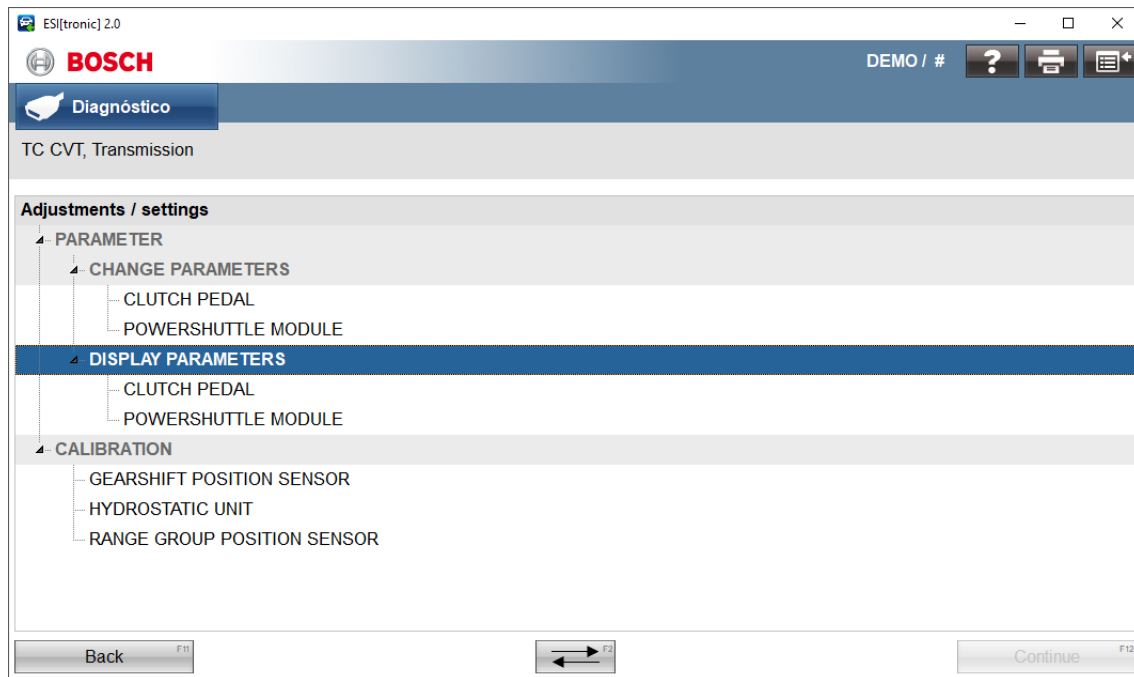 ESI[tronic] 2.0
BOSCH
DEMO / #
?
Diagnóstico
TC CVT, Transmission
Adjustments / settings
PARAMETER
CHANGE PARAMETERS
CLUTCH PEDAL
POWERSHUTTLE MODULE
DISPLAY PARAMETERS
CLUTCH PEDAL
POWERSHUTTLE MODULE
CALIBRATION
GEARSHIFT POSITION SENSOR
HYDROSTATIC UNIT
RANGE GROUP POSITION SENSOR
Back F11
F2
Continue F12